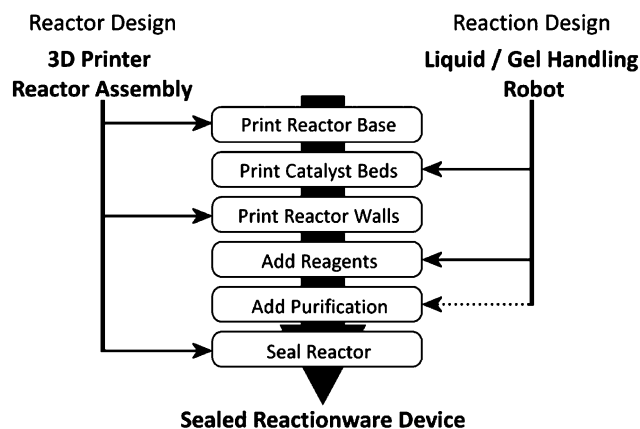 Reactor Design
3D Printer
Reactor Assembly
Reaction Design
Liquid / Gel Handling
Robot
Print Reactor Base
Print Catalyst Beds
Print Reactor Walls
Add Reagents
Add Purification
Seal Reactor
Sealed Reactionware Device